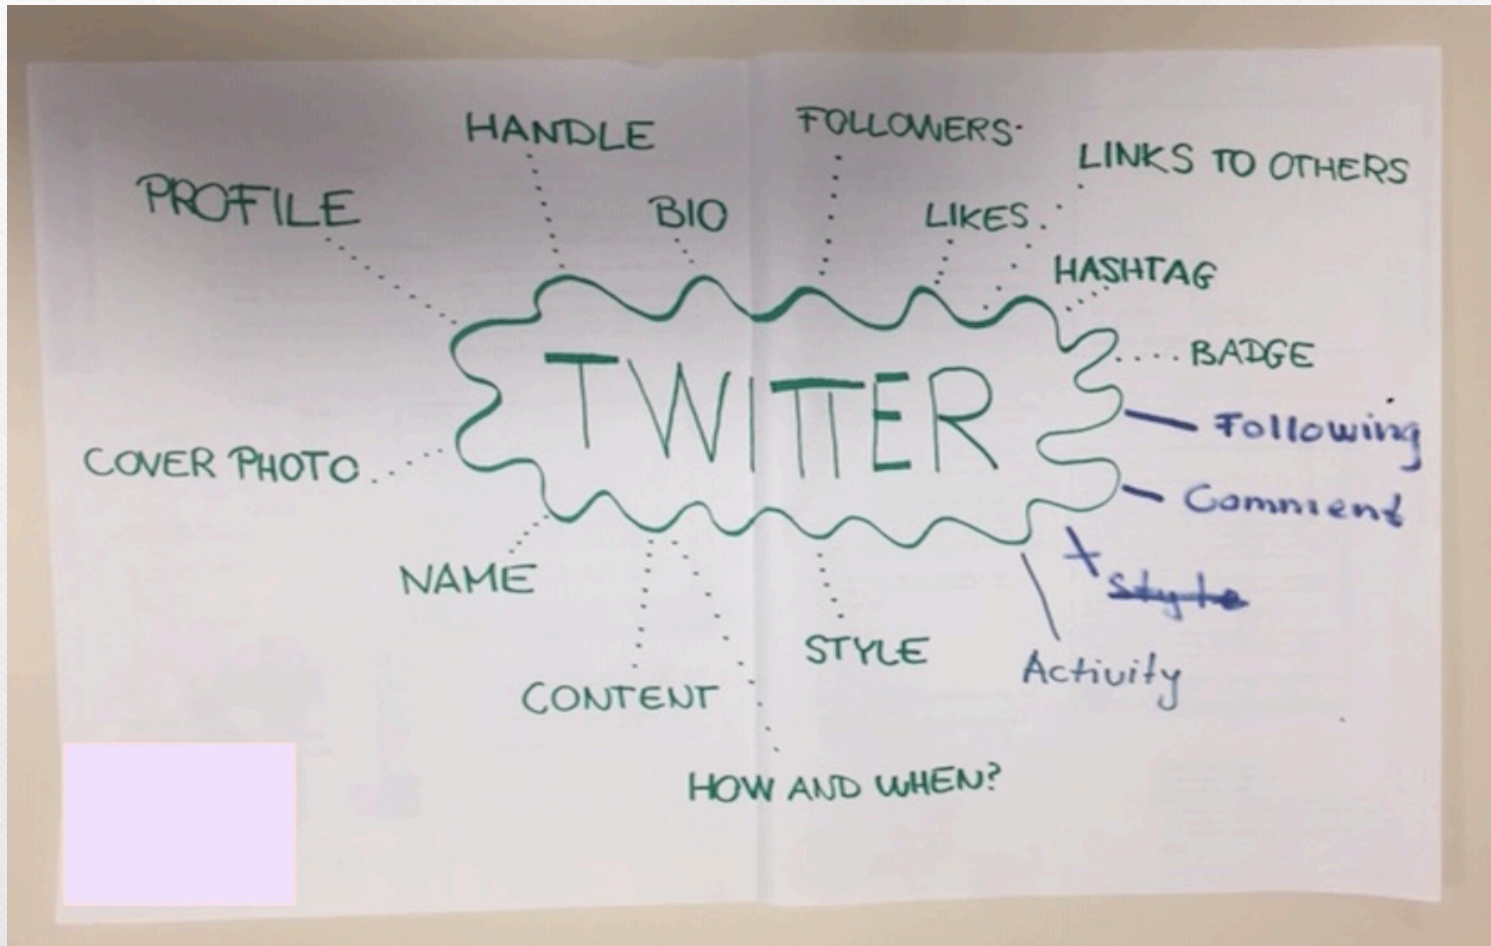 HANDLE
FOLLOWERS
LINKS TO OTHERS
PROFILE
BIO
LIKES
HASHTAG
BADGE
TWITTER
Following
COVER PHOTO
Comment
NAME
style
STYLE
Activity
CONTENT
HOW AND WHEN?